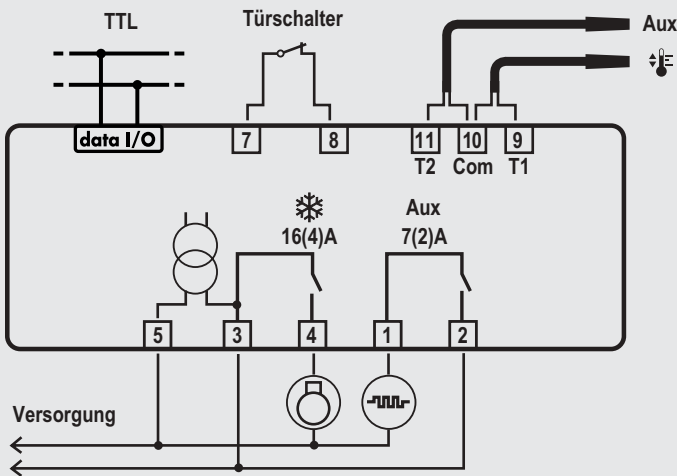 TTL
Türschalter
Aux
data I/O
7
8
11
10
9
T2
Com
T1
16(4)A
Aux
7(2)A
5
3
4
1
2
Versorgung